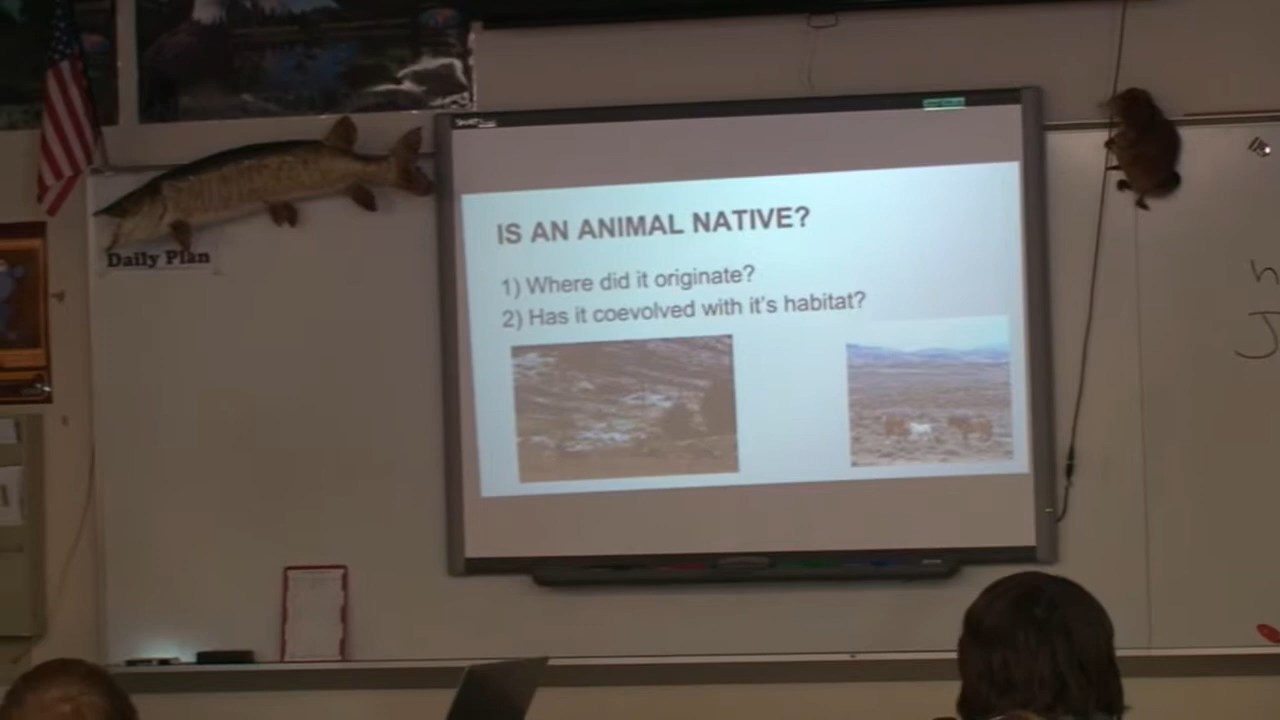 Daily Plan
IS AN ANIMAL NATIVE?
1) Where did it originate?
2) Has it coevolved with it's habitat?